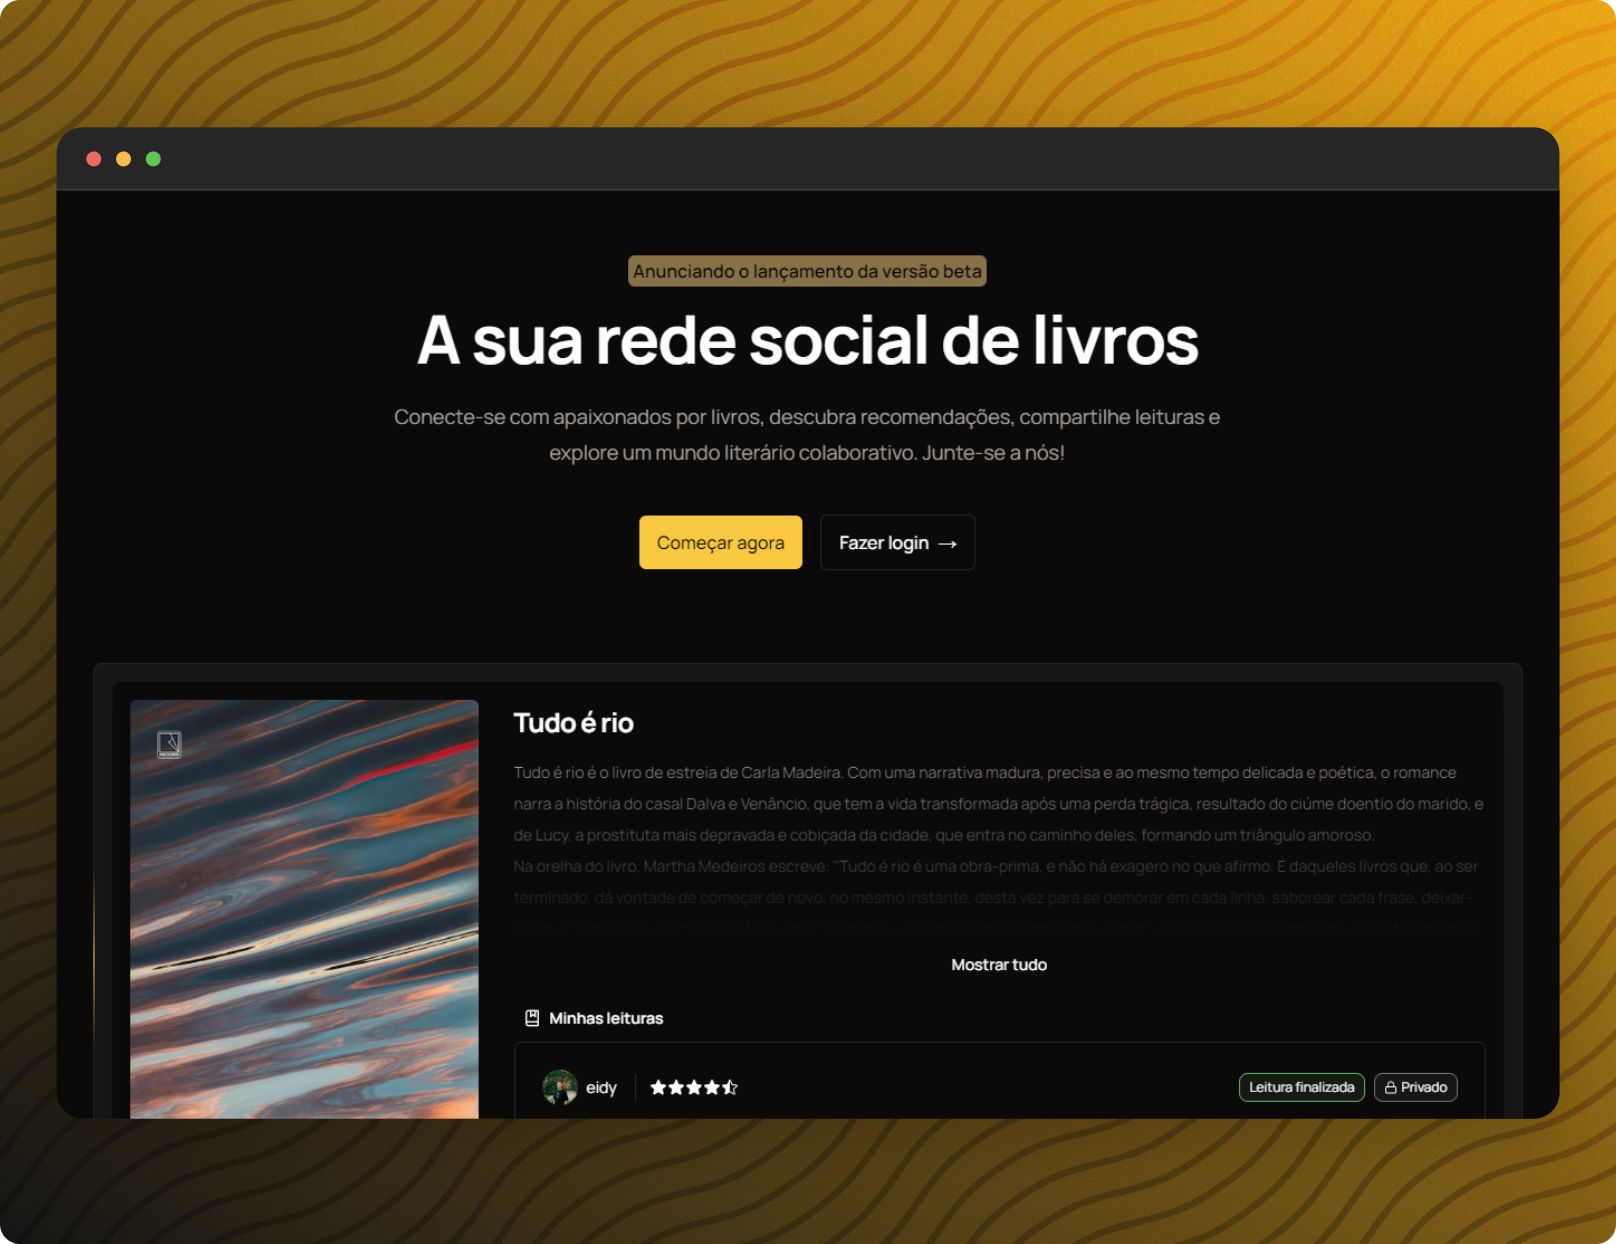 Anunciando o lançamento da versão beta
A sua rede social de livros
Conecte-se com apaixonados por livros, descubra recomendações, compartilhe leituras e
explore um mundo literário colaborativo. Junte-se a nós!
Começar agora
Fazer login →
Tudo é rio
Tudo é rio é o livro de estreia de Carla Madeira. Com uma narrativa madura, precisa e ao mesmo tempo delicada e poética, o romance
narra a história do casal Dalva e Venâncio, que tem a vida transformada após uma perda trágica, resultado do ciúme doentio do marido, e
de Lucy, a prostituta mais depravada e cobiçada da cidade, que entra no caminho deles, formando um triângulo amoroso.
Na orelha do livro, Martha Medeiros escreve: "Tudo é rio é uma obra-prima, e não há exagero no que afirmo. É daqueles livros que, ao ser
terminado, dá vontade de começar de novo, no mesmo instante, desta vez para se demorar em cada linha, saborear cada frase, deixar-
Mostrar tudo
Minhas leituras
eidy
Leitura finalizada
Privado